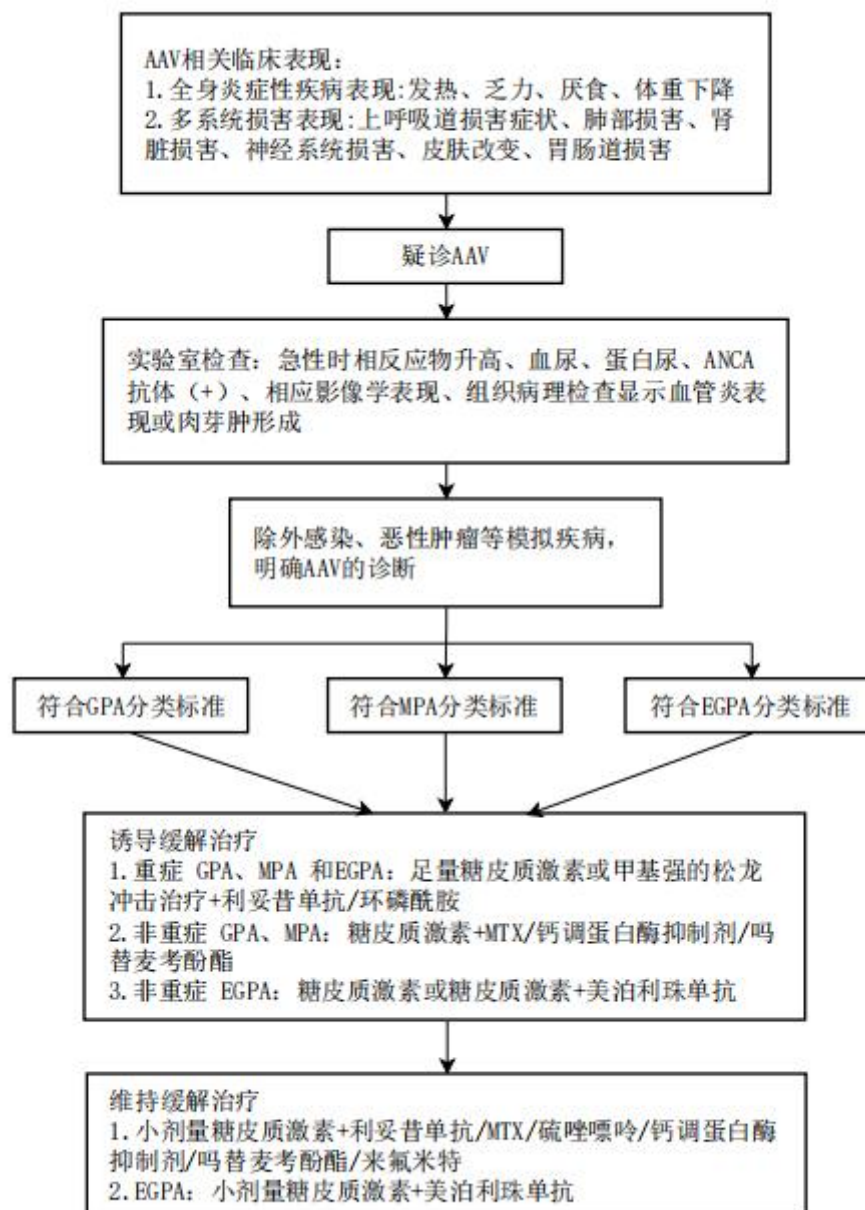 AAV相关临床表现：
1.全身炎症性疾病表现:发热、乏力、厌食、体重下降
2.多系统损害表现:上呼吸道损害症状、肺部损害、肾
脏损害、神经系统损害、皮肤改变、胃肠道损害
疑诊AAV
实验室检查：急性时相反应物升高、血尿、蛋白尿、ANCA
抗体（+）、相应影像学表现、组织病理检查显示血管炎表
现或肉芽肿形成
除外感染、恶性肿瘤等模拟疾病，
明确AAV的诊断
符合GPA分类标准
符合MPA分类标准
符合EGPA分类标准
诱导缓解治疗
1.重症 GPA、MPA 和EGPA：足量糖皮质激素或甲基强的松龙
冲击治疗+利妥昔单抗/环磷酰胺
2.非重症 GPA、MPA：糖皮质激素+MTX/钙调蛋白酶抑制剂/吗
替麦考酚酯
3.非重症 EGPA：糖皮质激素或糖皮质激素+美泊利珠单抗
维持缓解治疗
1.小剂量糖皮质激素+利妥昔单抗/MTX/硫唑嘌呤/钙调蛋白酶
抑制剂/吗替麦考酚酯/来氟米特
2.EGPA：小剂量糖皮质激素+美泊利珠单抗